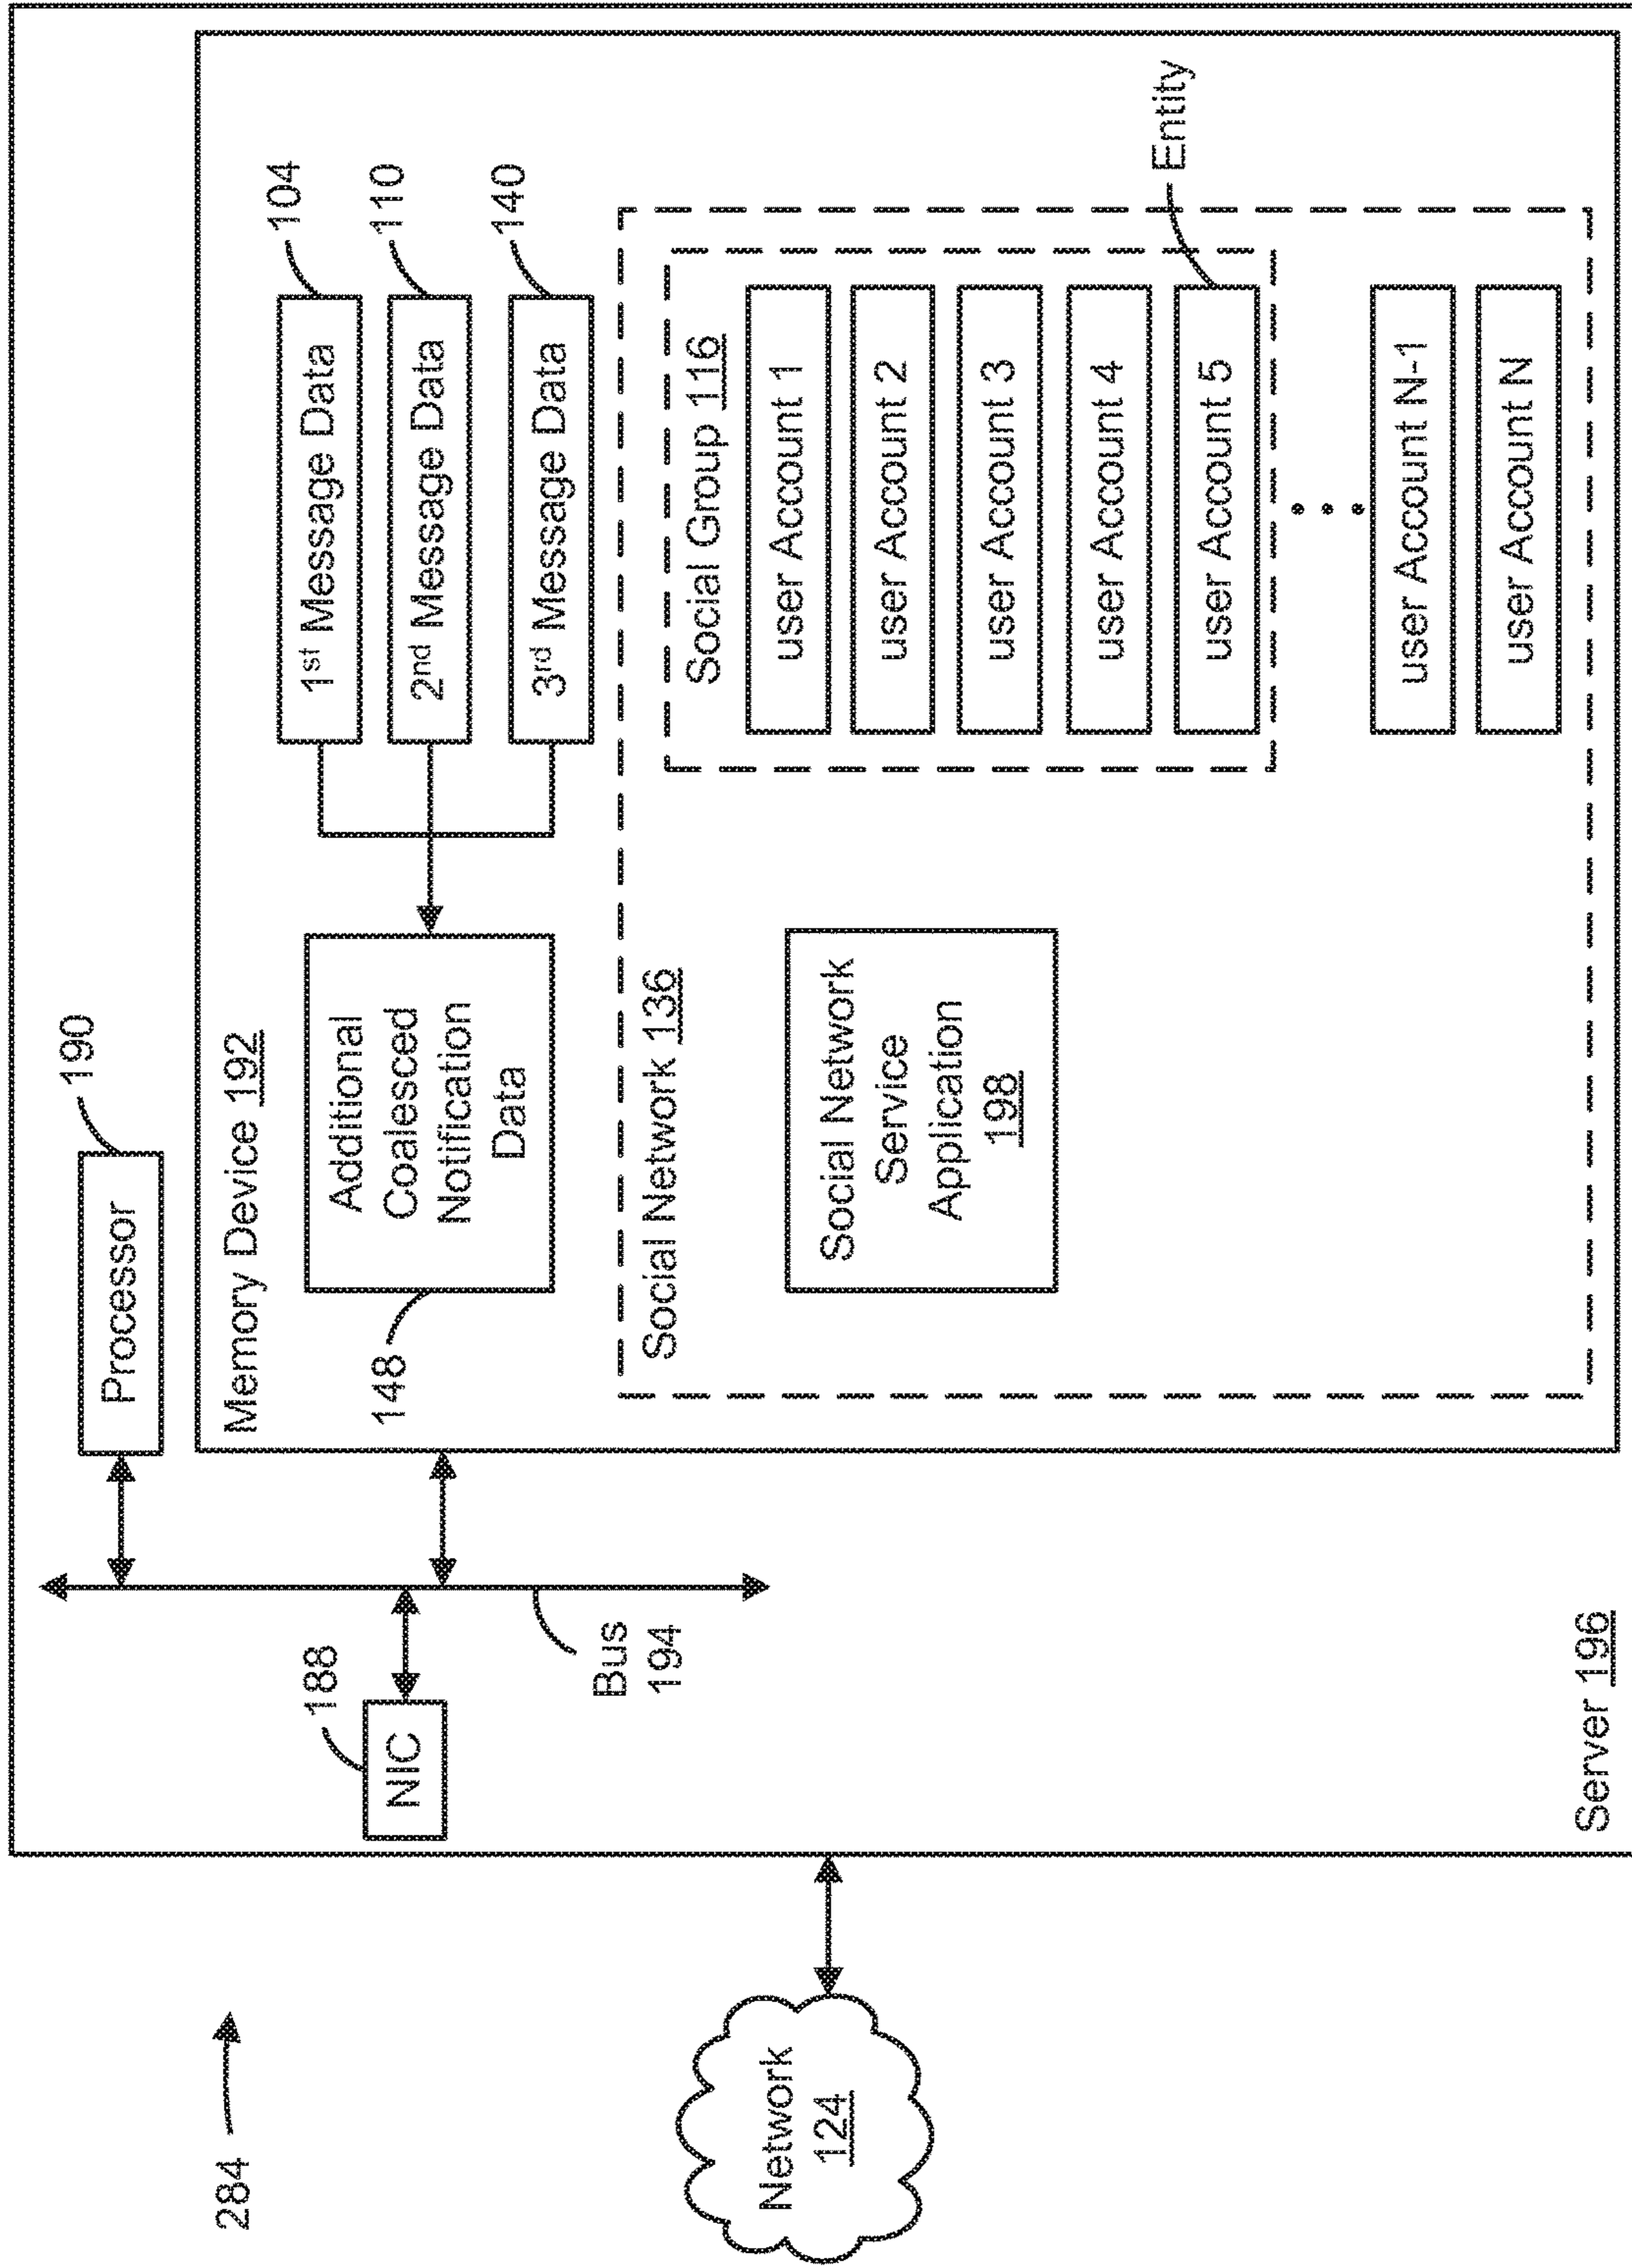 284
Network
124
Server 196
188
NIC
Bus
194
190
Processor
Memory Device 192
148
Additional
Coalesced
Notification
Data
1st Message Data
104
2nd Message Data
110
3rd Message Data
140
Social Network 136
Social Network
Service
Application
198
Social Group 116
user Account 1
user Account 2
user Account 3
user Account 4
user Account 5
Entity
• • •
user Account N-1
user Account N